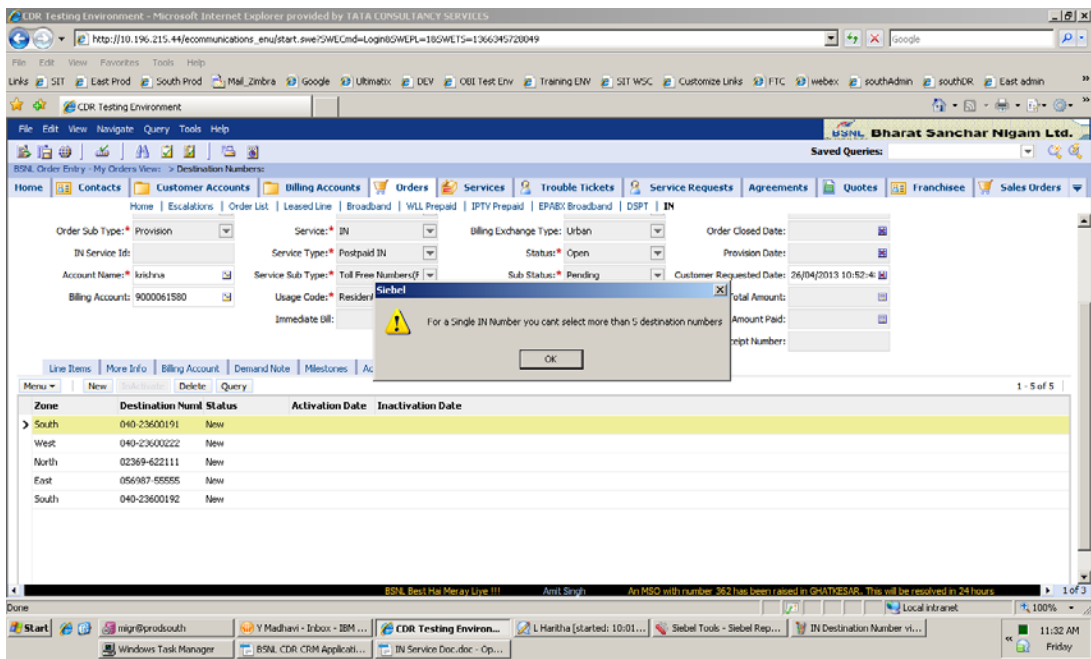 CDR Testing Environment - Microsoft Internet Explorer provided by TATA CONSULTANCY SERVICES
http://10.196.215.44/ecommunications_enu/start.swe?SWECmd=Login&SWEPL=1&SWETS=1366345728049 Google
File Edit View Favorites Tools Help
Links SIT East Prod South Prod Mail_Zimbra Google Ultimatix DEV OBI Test Env Training ENV SIT WSC Customize Links FTC webex southAdmin southDR East admin
CDR Testing Environment
File Edit View Navigate Query Tools Help BSNL Bharat Sanchar Nigam Ltd.
Saved Queries:
BSNL Order Entry - My Orders View: > Destination Numbers:
Home Contacts Customer Accounts Billing Accounts Orders Services Trouble Tickets Service Requests Agreements Quotes Franchisee Sales Orders
Home | Escalations | Order List | Leased Line | Broadband | WLL Prepaid | IPTV Prepaid | EPABX Broadband | DSPT | IN
Order Sub Type:* Provision Service:* IN Billing Exchange Type: Urban Order Closed Date:
IN Service Id: Service Type:* Postpaid IN Status:* Open Provision Date:
Account Name:* krishna Service Sub Type:* Toll Free Numbers(F Sub Status:* Pending Customer Requested Date: 26/04/2013 10:52:4
Billing Account: 9000061580 Usage Code:* Resident Total Amount:
Immediate Bill: Amount Paid:
ceipt Number:
Siebel
For a Single IN Number you cant select more than 5 destination numbers
OK
Line Items More Info Billing Account Demand Note Milestones Ac
Menu New InActivate Delete Query 1 - 5 of 5
Zone Destination Numl Status Activation Date Inactivation Date
South 040-23600191 New
West 040-23600222 New
North 02369-622111 New
East 056987-55555 New
South 040-23600192 New
BSNL Best Hai Meray Liye !!! Amit Singh An MSO with number 362 has been raised in GHATKESAR. This will be resolved in 24 hours 1 of 3
Done Local intranet 100%
Start migr@prodsouth Y Madhavi - Inbox - IBM ... CDR Testing Environ... L Haritha [started: 10:01... Siebel Tools - Siebel Rep... IN Destination Number vi... 11:32 AM
Windows Task Manager BSNL CDR CRM Applicati... IN Service Doc.doc - Op... Friday